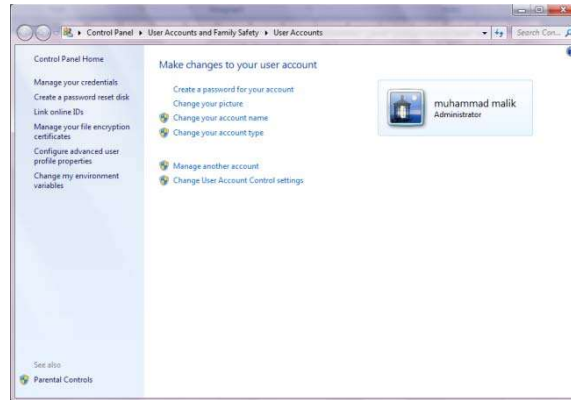 Control Panel ▸ User Accounts and Family Safety ▸ User Accounts
Search Con...
Control Panel Home
Manage your credentials
Create a password reset disk
Link online IDs
Manage your file encryption
certificates
Configure advanced user
profile properties
Change my environment
variables
See also
Parental Controls
Make changes to your user account
Create a password for your account
Change your picture
Change your account name
Change your account type
Manage another account
Change User Account Control settings
muhammad malik
Administrator